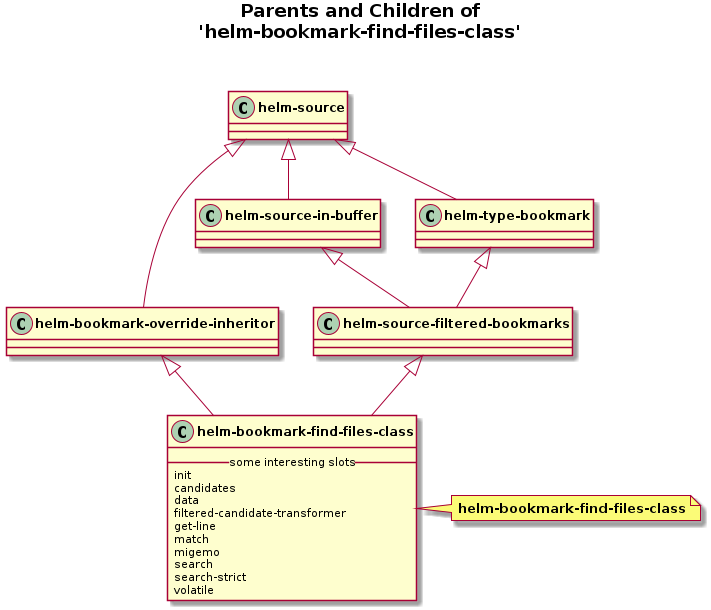 Parents and Children of
'helm-bookmark-find-files-class'
C helm-source
C helm-source-in-buffer
C helm-type-bookmark
C helm-bookmark-override-inheritor
C helm-source-filtered-bookmarks
C helm-bookmark-find-files-class
some interesting slots
init
candidates
data
filtered-candidate-transformer
get-line
match
migemo
search
search-strict
volatile
helm-bookmark-find-files-class